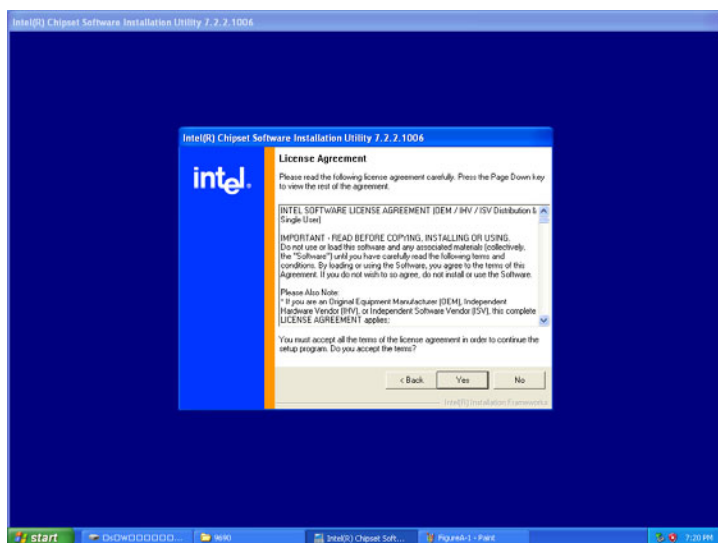 Intel(R) Chipset Software Installation Utility 7.2.2.1006
Intel(R) Chipset Software Installation Utility 7.2.2.1006
intel.
License Agreement
Please read the following license agreement carefully. Press the Page Down key
to view the rest of the agreement.
INTEL SOFTWARE LICENSE AGREEMENT (OEM / IHV / ISV Distribution &
Single User)
IMPORTANT - READ BEFORE COPYING, INSTALLING OR USING.
Do not use or load this software and any associated materials (collectively,
the "Software") until you have carefully read the following terms and
conditions. By loading or using the Software, you agree to the terms of this
Agreement. If you do not wish to so agree, do not install or use the Software.
Please Also Note:
* If you are an Original Equipment Manufacturer (OEM), Independent
Hardware Vendor (IHV), or Independent Software Vendor (ISV), this complete
LICENSE AGREEMENT applies:
You must accept all the terms of the license agreement in order to continue the
setup program. Do you accept the terms?
< Back Yes No
Intel(R) Installation Frameworks
start 9690 Intel(R) Chipset Soft... FigureA-1 - Paint 7:20 PM